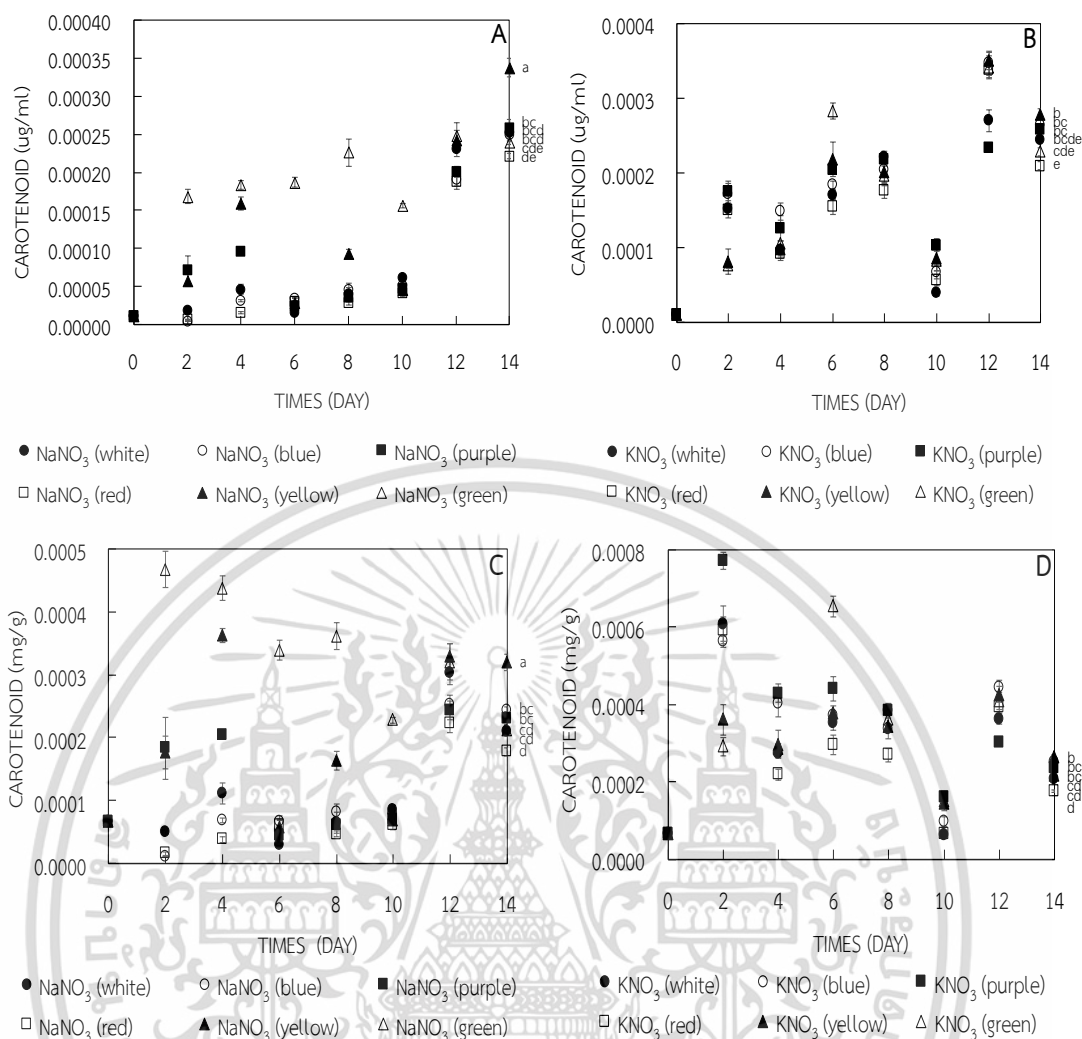 A
CAROTENOID (ug/ml)
0.00040
0.00035
0.00030
0.00025
0.00020
0.00015
0.00010
0.00005
0.00000
a
bc
bcd
bcd
cde
de
0 2 4 6 8 10 12 14
TIMES (DAY)
● NaNO3 (white) ○ NaNO3 (blue) ■ NaNO3 (purple)
□ NaNO3 (red) ▲ NaNO3 (yellow) △ NaNO3 (green)
B
CAROTENOID (ug/ml)
0.0004
0.0003
0.0002
0.0001
0.0000
b
bc
bc
bcde
cde
e
0 2 4 6 8 10 12 14
TIMES (DAY)
● KNO3 (white) ○ KNO3 (blue) ■ KNO3 (purple)
□ KNO3 (red) ▲ KNO3 (yellow) △ KNO3 (green)
C
CAROTENOID (mg/g)
0.0005
0.0004
0.0003
0.0002
0.0001
0.0000
a
bc
bc
cd
cd
d
0 2 4 6 8 10 12 14
TIMES (DAY)
● NaNO3 (white) ○ NaNO3 (blue) ■ NaNO3 (purple)
□ NaNO3 (red) ▲ NaNO3 (yellow) △ NaNO3 (green)
D
CAROTENOID (mg/g)
0.0008
0.0006
0.0004
0.0002
0.0000
b
bc
bc
cd
cd
d
0 2 4 6 8 10 12 14
TIMES (DAY)
● KNO3 (white) ○ KNO3 (blue) ■ KNO3 (purple)
□ KNO3 (red) ▲ KNO3 (yellow) △ KNO3 (green)